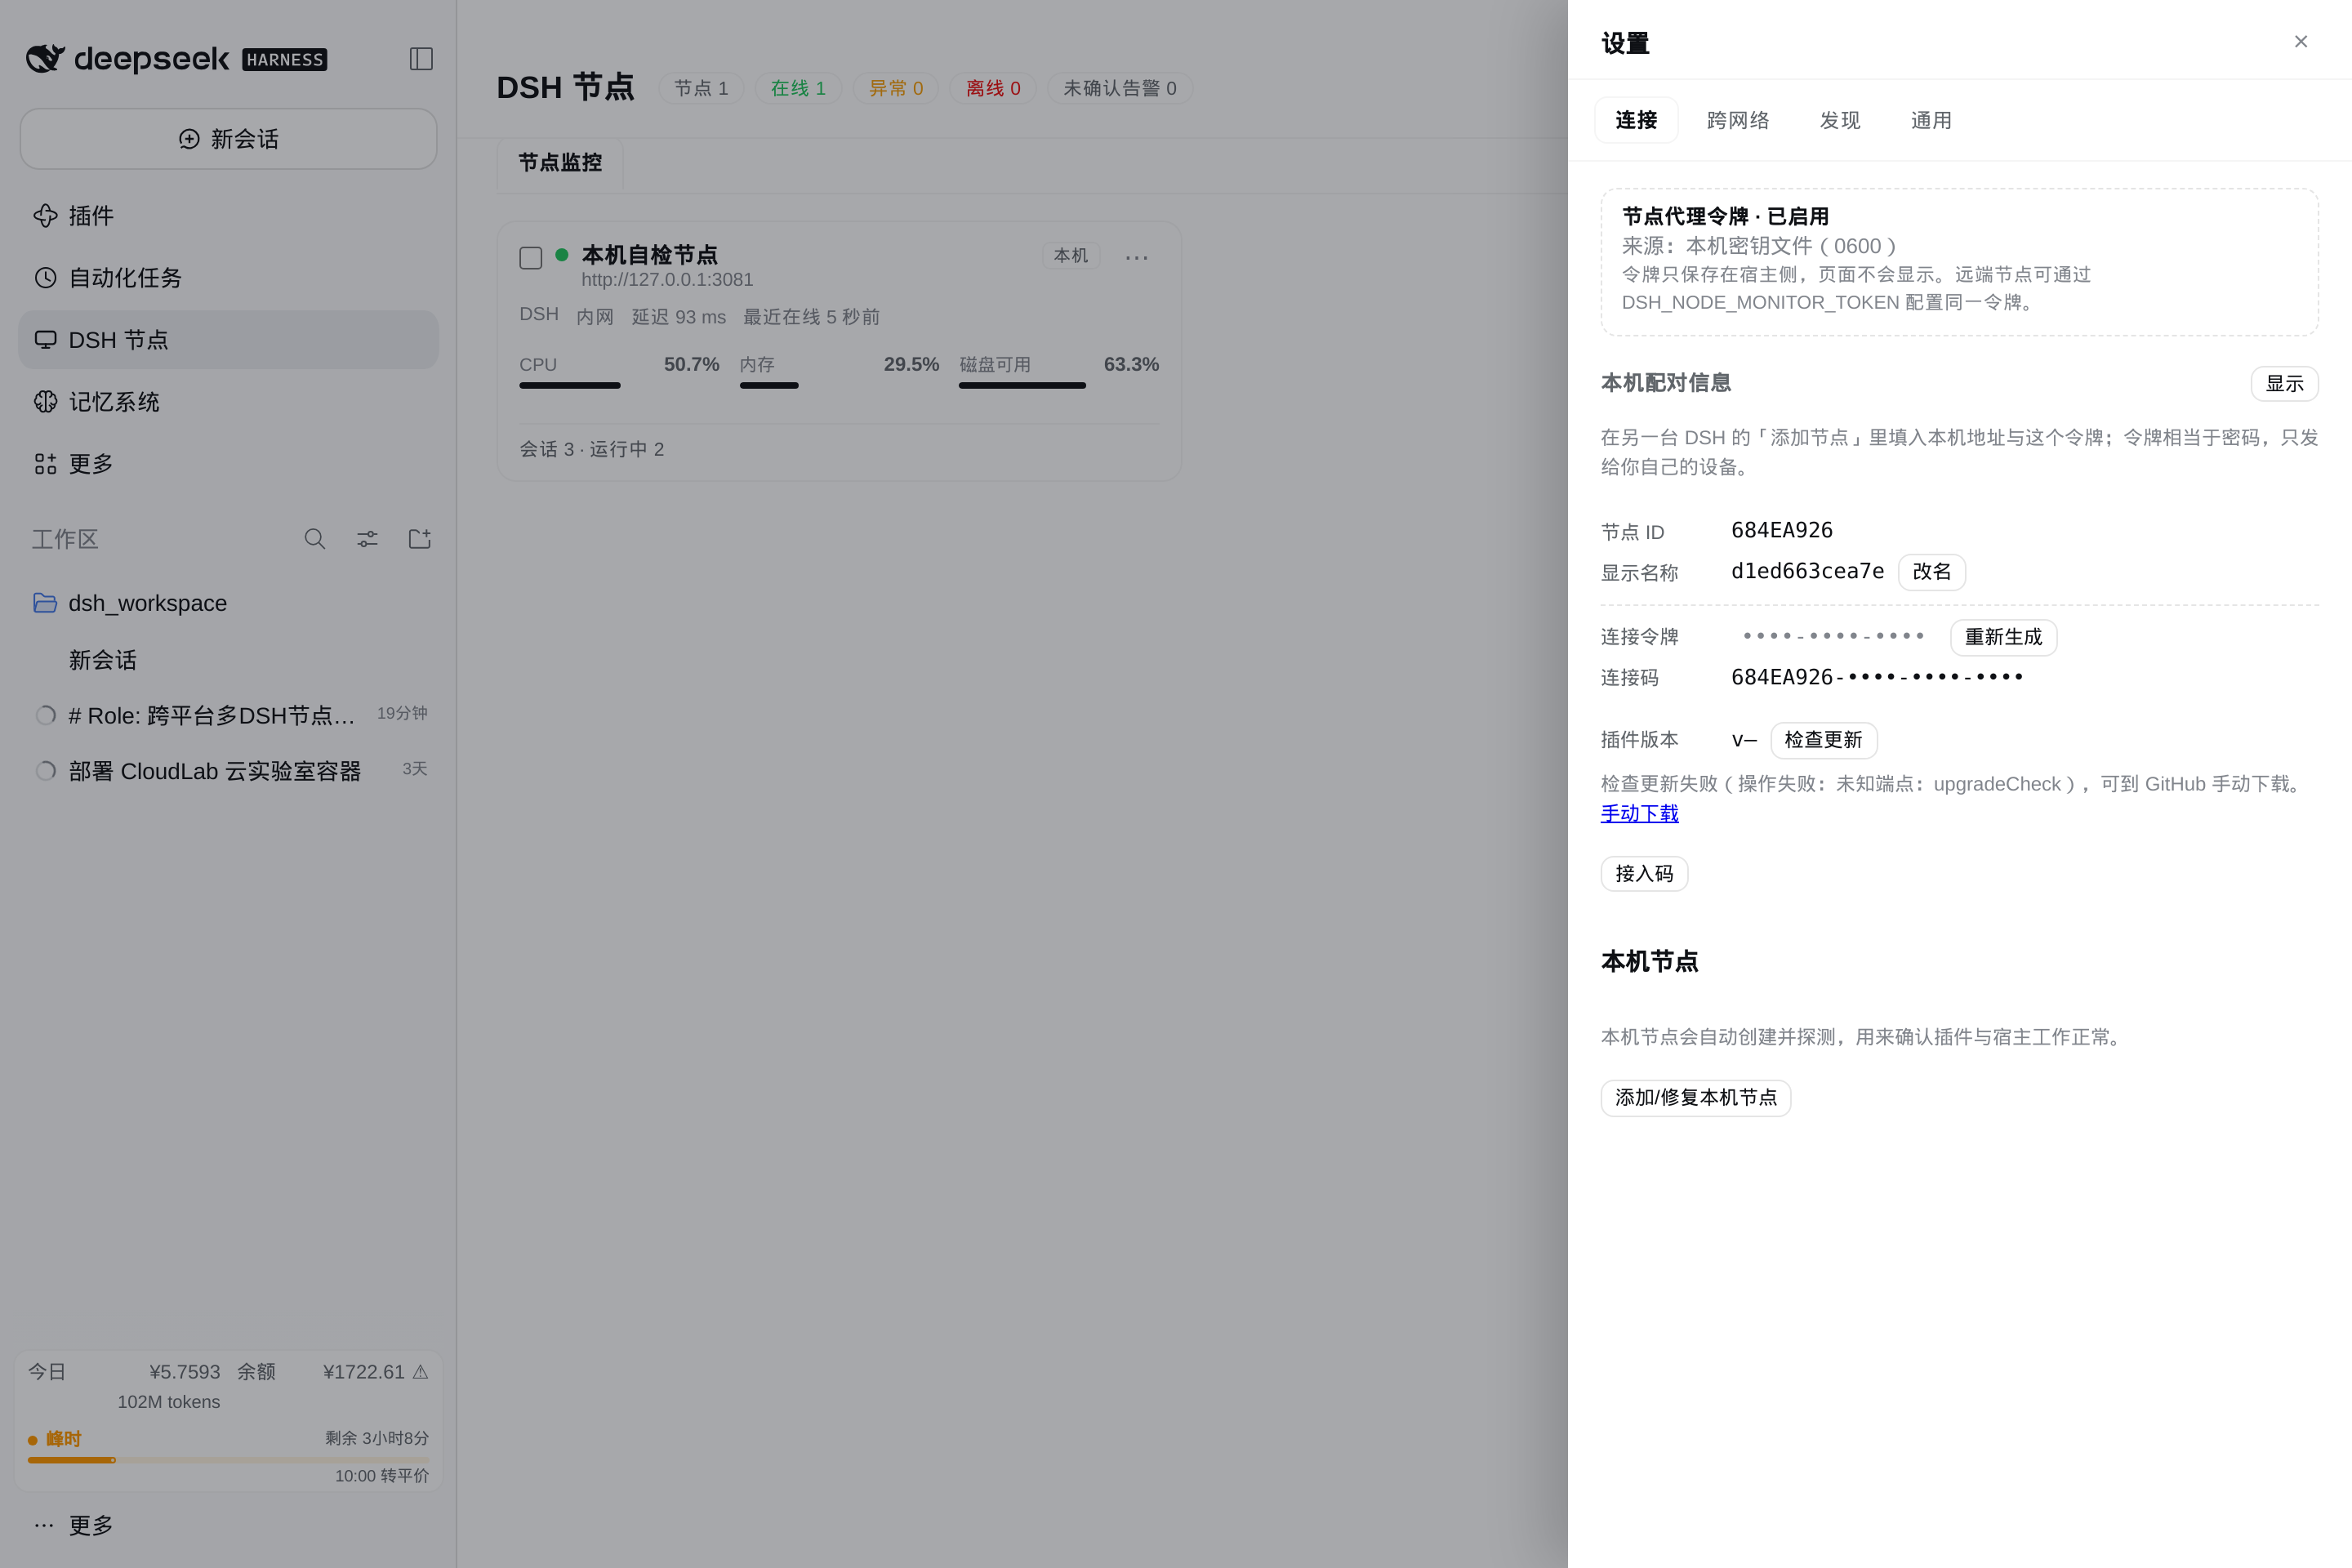 deepseek HARNESS
新会话
插件
自动化任务
DSH 节点
记忆系统
更多
工作区
dsh_workspace
新会话
# Role: 跨平台多DSH节点… 19分钟
部署 CloudLab 云实验室容器 3天
今日 ¥5.7593 余额 ¥1722.61 ⚠
102M tokens
峰时 剩余 3小时8分
10:00 转平价
… 更多
DSH 节点 节点 1 在线 1 异常 0 离线 0 未确认告警 0
节点监控
本机自检节点 本机 …
http://127.0.0.1:3081
DSH 内网 延迟 93 ms 最近在线 5 秒前
CPU 50.7% 内存 29.5% 磁盘可用 63.3%
会话 3 · 运行中 2
设置 ×
连接 跨网络 发现 通用
节点代理令牌 · 已启用
来源：本机密钥文件（0600）
令牌只保存在宿主侧，页面不会显示。远端节点可通过
DSH_NODE_MONITOR_TOKEN 配置同一令牌。
本机配对信息 显示
在另一台 DSH 的「添加节点」里填入本机地址与这个令牌；令牌相当于密码，只发
给你自己的设备。
节点 ID 684EA926
显示名称 d1ed663cea7e 改名
连接令牌 ••••-••••-•••• 重新生成
连接码 684EA926-••••-••••-••••
插件版本 v— 检查更新
检查更新失败（操作失败：未知端点：upgradeCheck），可到 GitHub 手动下载。
手动下载
接入码
本机节点
本机节点会自动创建并探测，用来确认插件与宿主工作正常。
添加/修复本机节点